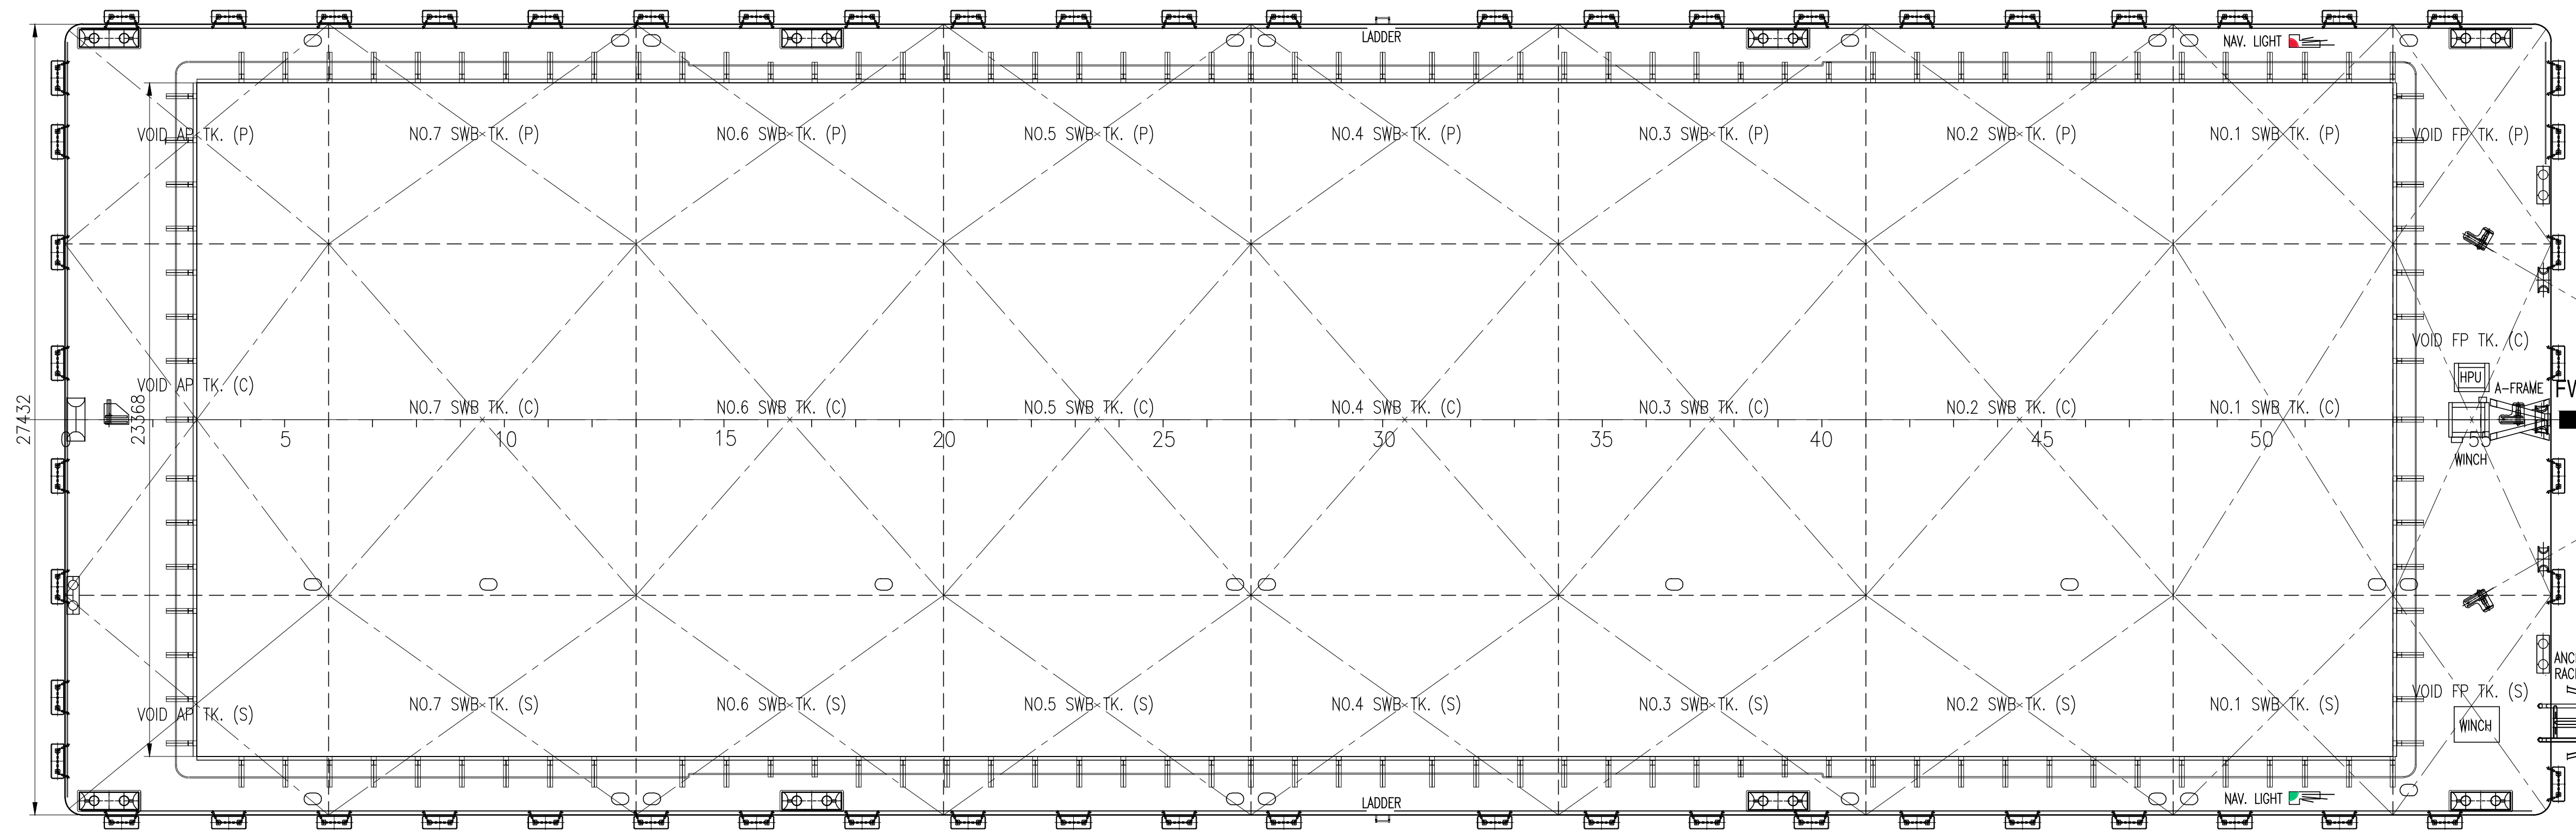 LADDER
NAV. LIGHT
VOID AP TK. (P)
NO.7 SWB TK. (P)
NO.6 SWB TK. (P)
NO.5 SWB TK. (P)
NO.4 SWB TK. (P)
NO.3 SWB TK. (P)
NO.2 SWB TK. (P)
NO.1 SWB TK. (P)
VOID FP TK. (P)
VOID FP TK. (C)
HPU
A-FRAME
FW
VOID AP TK. (C)
27432
23368
NO.7 SWB TK. (C)
NO.6 SWB TK. (C)
NO.5 SWB TK. (C)
NO.4 SWB TK. (C)
NO.3 SWB TK. (C)
NO.2 SWB TK. (C)
NO.1 SWB TK. (C)
0
5
10
15
20
25
30
35
40
45
50
55
WINCH
ANC
RAC
VOID FP TK. (S)
VOID AP TK. (S)
NO.7 SWB TK. (S)
NO.6 SWB TK. (S)
NO.5 SWB TK. (S)
NO.4 SWB TK. (S)
NO.3 SWB TK. (S)
NO.2 SWB TK. (S)
NO.1 SWB TK. (S)
WINCH
LADDER
NAV. LIGHT